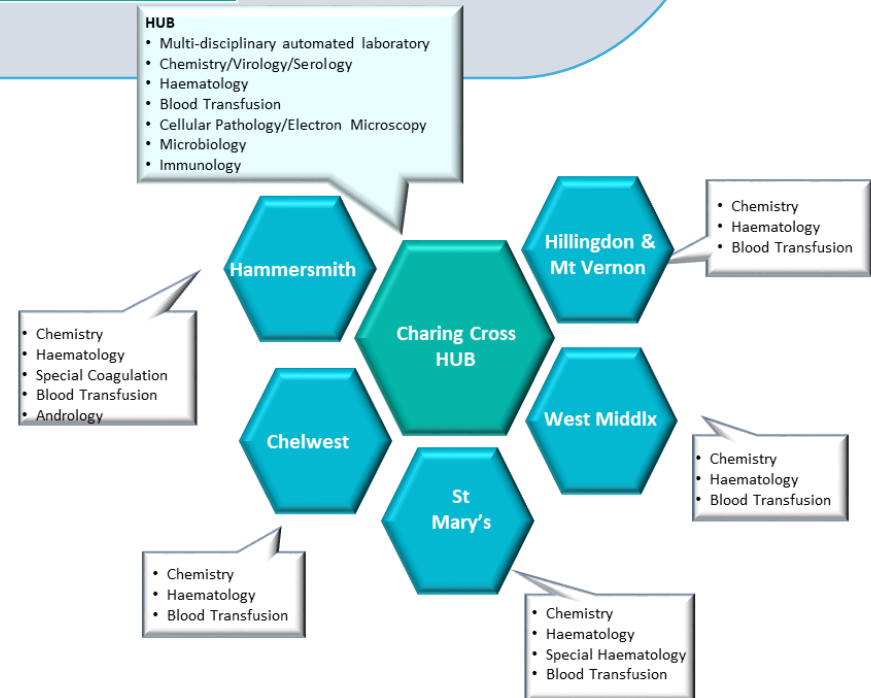 HUB
• Multi-disciplinary automated laboratory
• Chemistry/Virology/Serology
• Haematology
• Blood Transfusion
• Cellular Pathology/Electron Microscopy
• Microbiology
• Immunology
Hammersmith
Hillingdon &
Mt Vernon
• Chemistry
• Haematology
• Blood Transfusion
Charing Cross
HUB
• Chemistry
• Haematology
• Special Coagulation
• Blood Transfusion
• Andrology
Chelwest
West Middlx
• Chemistry
• Haematology
• Blood Transfusion
St
Mary's
• Chemistry
• Haematology
• Blood Transfusion
• Chemistry
• Haematology
• Special Haematology
• Blood Transfusion